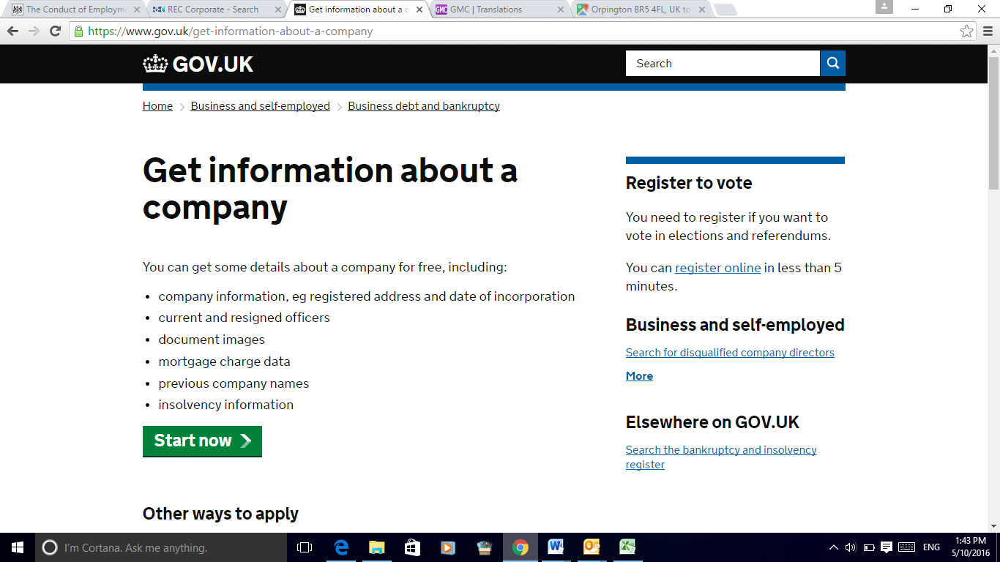 The Conduct of Employme
REC Corporate - Search
Get information about a c
GMC | Translations
Orpington BR5 4FL, UK to
https://www.gov.uk/get-information-about-a-company
GOV.UK
Search
Home
Business and self-employed
Business debt and bankruptcy
Get information about a
company
You can get some details about a company for free, including:
• company information, eg registered address and date of incorporation
• current and resigned officers
• document images
• mortgage charge data
• previous company names
• insolvency information
Start now
Other ways to apply
Register to vote
You need to register if you want to
vote in elections and referendums.
You can register online in less than 5
minutes.
Business and self-employed
Search for disqualified company directors
More
Elsewhere on GOV.UK
Search the bankruptcy and insolvency
register
I'm Cortana. Ask me anything.
ENG
1:43 PM
5/10/2016